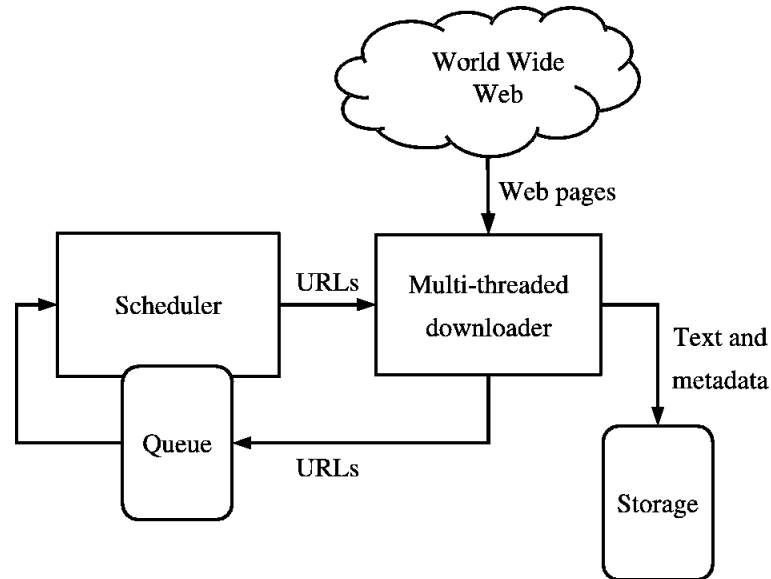 World Wide
Web
Web pages
Scheduler
URLs
Multi-threaded
downloader
Text and
metadata
Queue
URLs
Storage